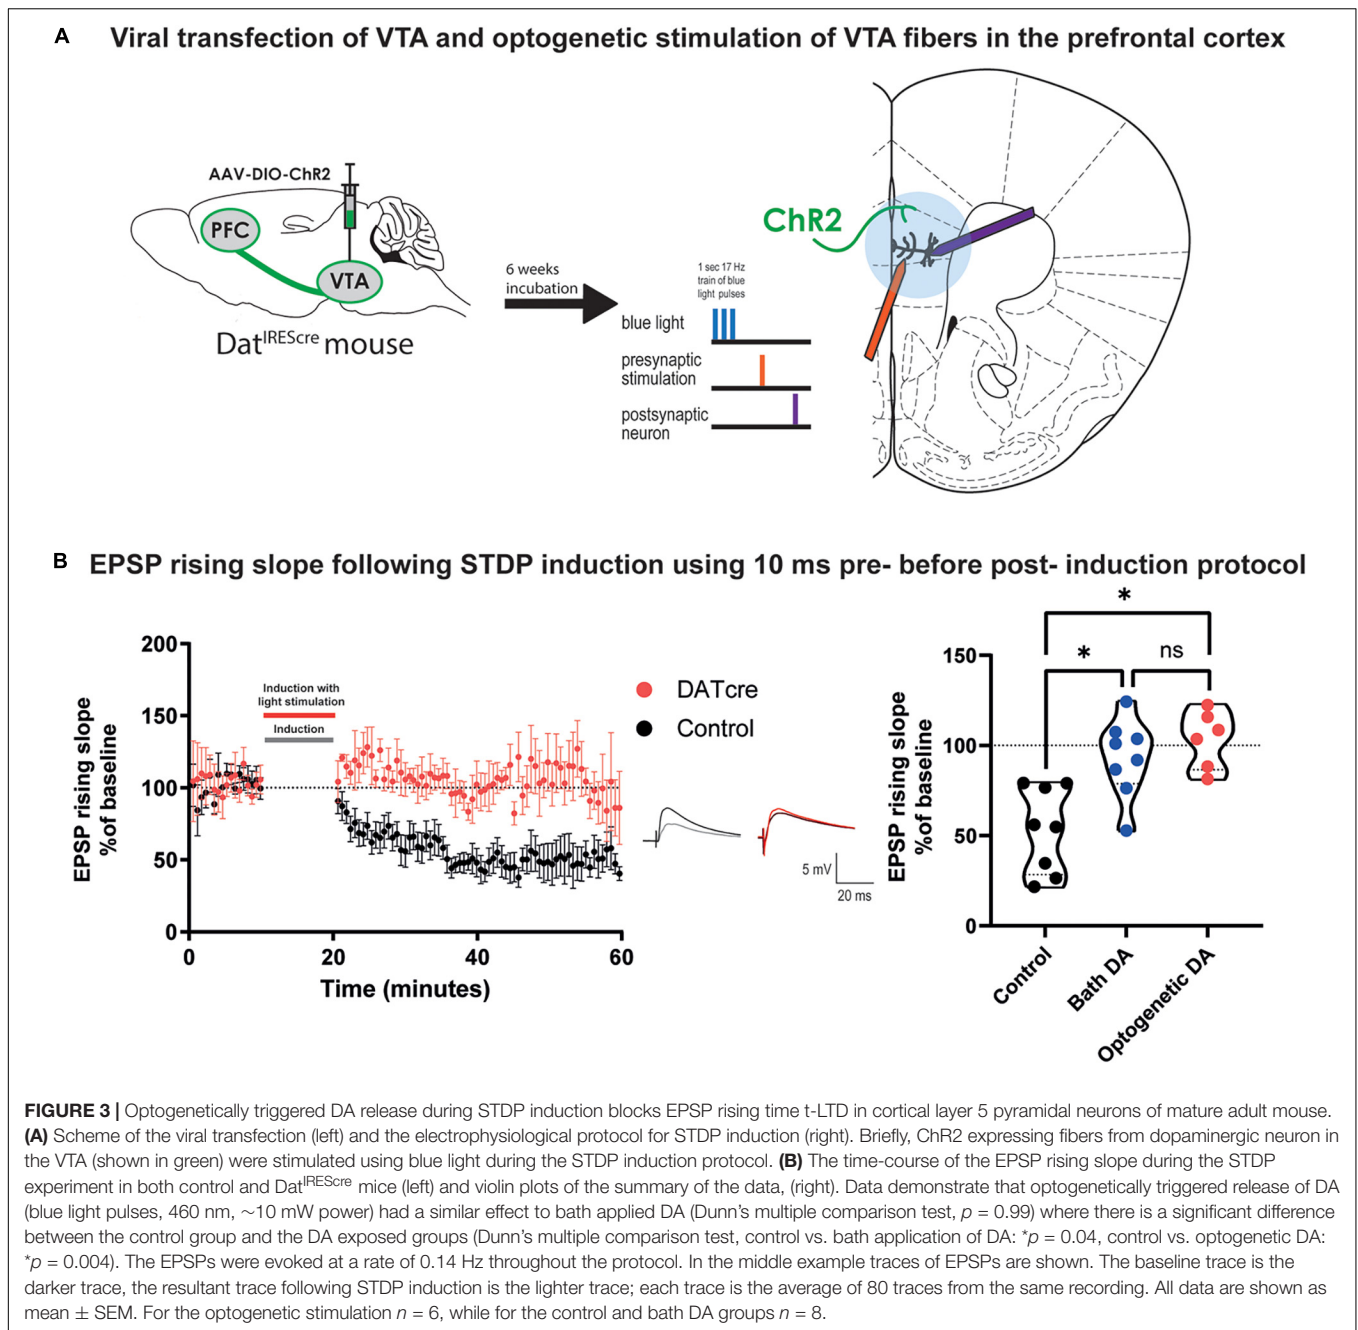 A Viral transfection of VTA and optogenetic stimulation of VTA fibers in the prefrontal cortex
AAV-DIO-ChR2
PFC
VTA
Dat^IREScre mouse
6 weeks
incubation
1 sec 17 Hz
train of blue
light pulses
blue light
presynaptic
stimulation
postsynaptic
neuron
ChR2
B EPSP rising slope following STDP induction using 10 ms pre- before post- induction protocol
EPSP rising slope
%of baseline
200
150
100
50
0
0 20 40 60
Time (minutes)
Induction with
light stimulation
Induction
DATcre
Control
5 mV
20 ms
EPSP rising slope
%of baseline
150
100
50
0
*
*
ns
Control
Bath DA
Optogenetic DA
FIGURE 3 | Optogenetically triggered DA release during STDP induction blocks EPSP rising time t-LTD in cortical layer 5 pyramidal neurons of mature adult mouse.
(A) Scheme of the viral transfection (left) and the electrophysiological protocol for STDP induction (right). Briefly, ChR2 expressing fibers from dopaminergic neuron in
the VTA (shown in green) were stimulated using blue light during the STDP induction protocol. (B) The time-course of the EPSP rising slope during the STDP
experiment in both control and Dat^IREScre mice (left) and violin plots of the summary of the data, (right). Data demonstrate that optogenetically triggered release of DA
(blue light pulses, 460 nm, ∼10 mW power) had a similar effect to bath applied DA (Dunn's multiple comparison test, p = 0.99) where there is a significant difference
between the control group and the DA exposed groups (Dunn's multiple comparison test, control vs. bath application of DA: *p = 0.04, control vs. optogenetic DA:
*p = 0.004). The EPSPs were evoked at a rate of 0.14 Hz throughout the protocol. In the middle example traces of EPSPs are shown. The baseline trace is the
darker trace, the resultant trace following STDP induction is the lighter trace; each trace is the average of 80 traces from the same recording. All data are shown as
mean ± SEM. For the optogenetic stimulation n = 6, while for the control and bath DA groups n = 8.